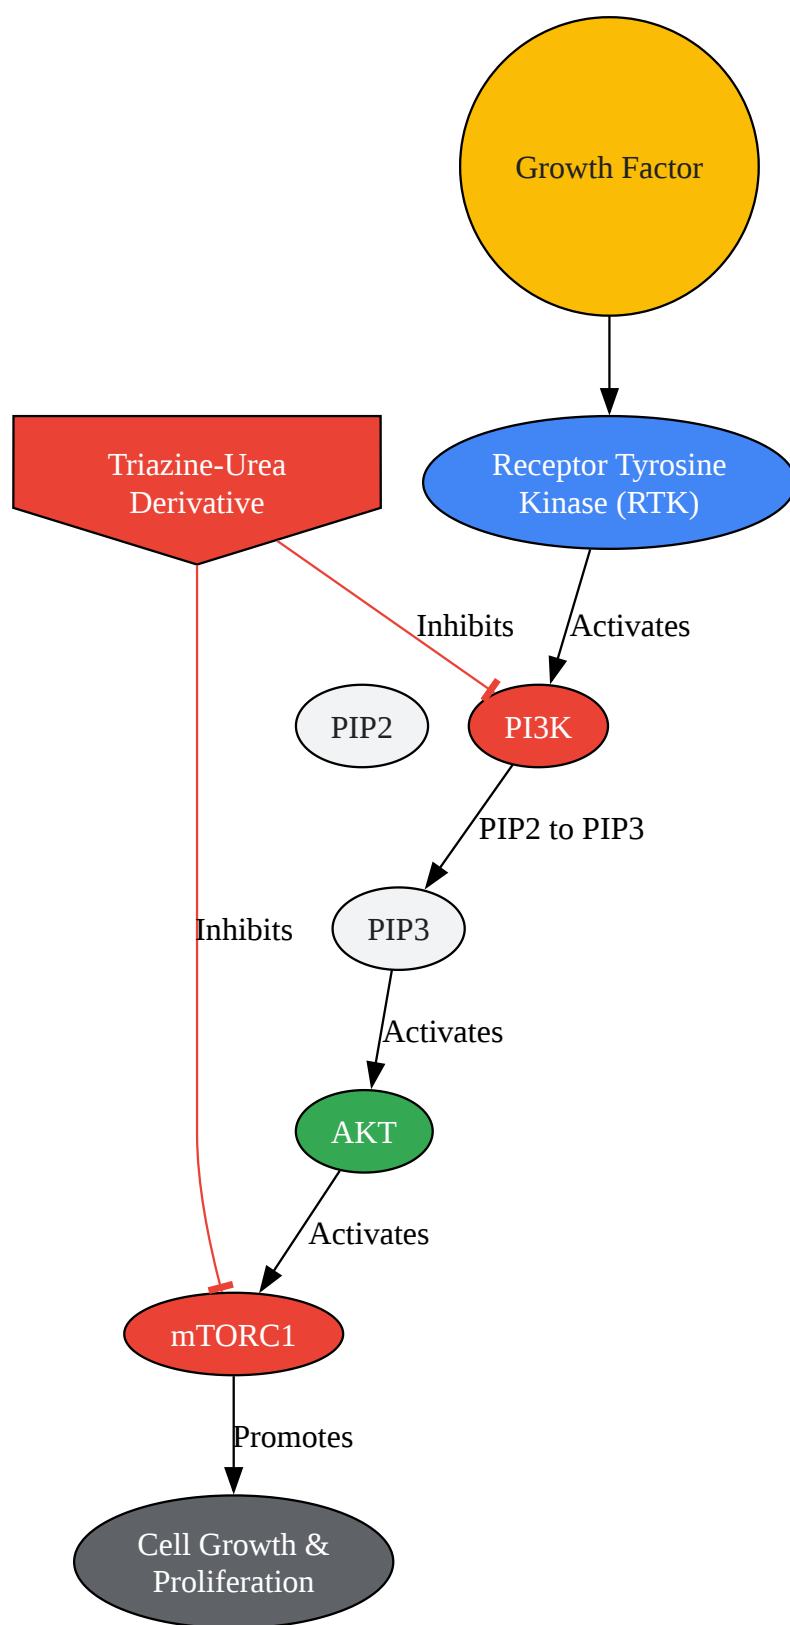 Growth Factor
Triazine-Urea
Derivative
Receptor Tyrosine
Kinase (RTK)
Inhibits
Activates
PIP2
PI3K
PIP2 to PIP3
Inhibits
PIP3
Activates
AKT
Activates
mTORC1
Promotes
Cell Growth &
Proliferation